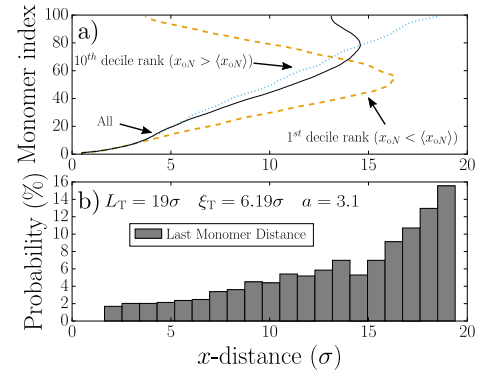 100
80
60
40
20
0
Monomer index
a)
10th decile rank (x_oN > ⟨x_oN⟩)
All
1st decile rank (x_oN < ⟨x_oN⟩)
5 10 15 20
16
14
12
10
8
6
4
2
0
Probability (%)
b) L_T = 19σ ξ_T = 6.19σ a = 3.1
Last Monomer Distance
0 5 10 15 20
x-distance (σ)